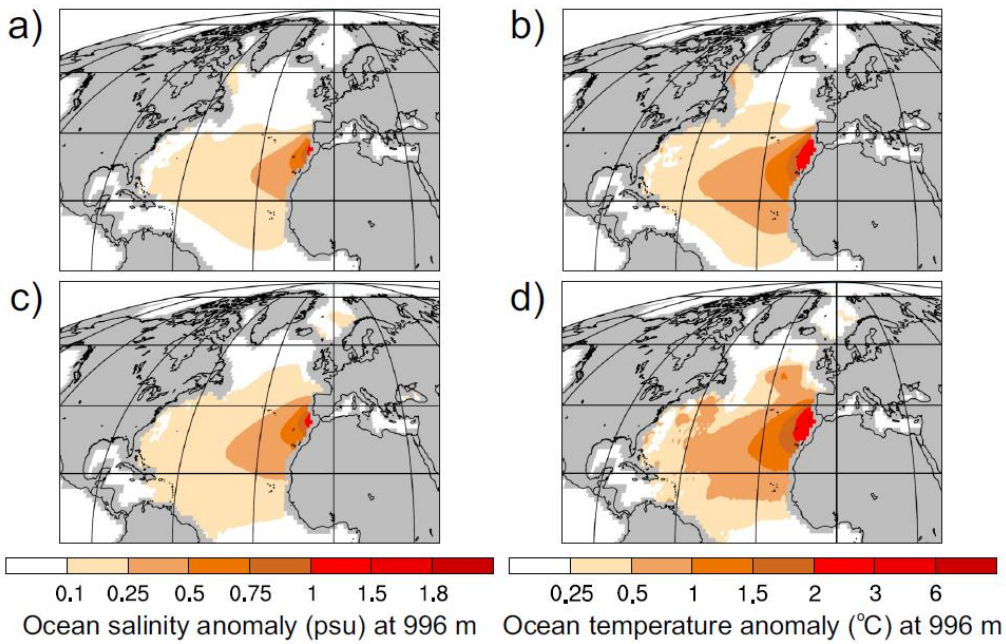 a) b)
c) d)
0.1 0.25 0.5 0.75 1 1.5 1.8 0.25 0.5 1 1.5 2 3 6
Ocean salinity anomaly (psu) at 996 m Ocean temperature anomaly (°C) at 996 m